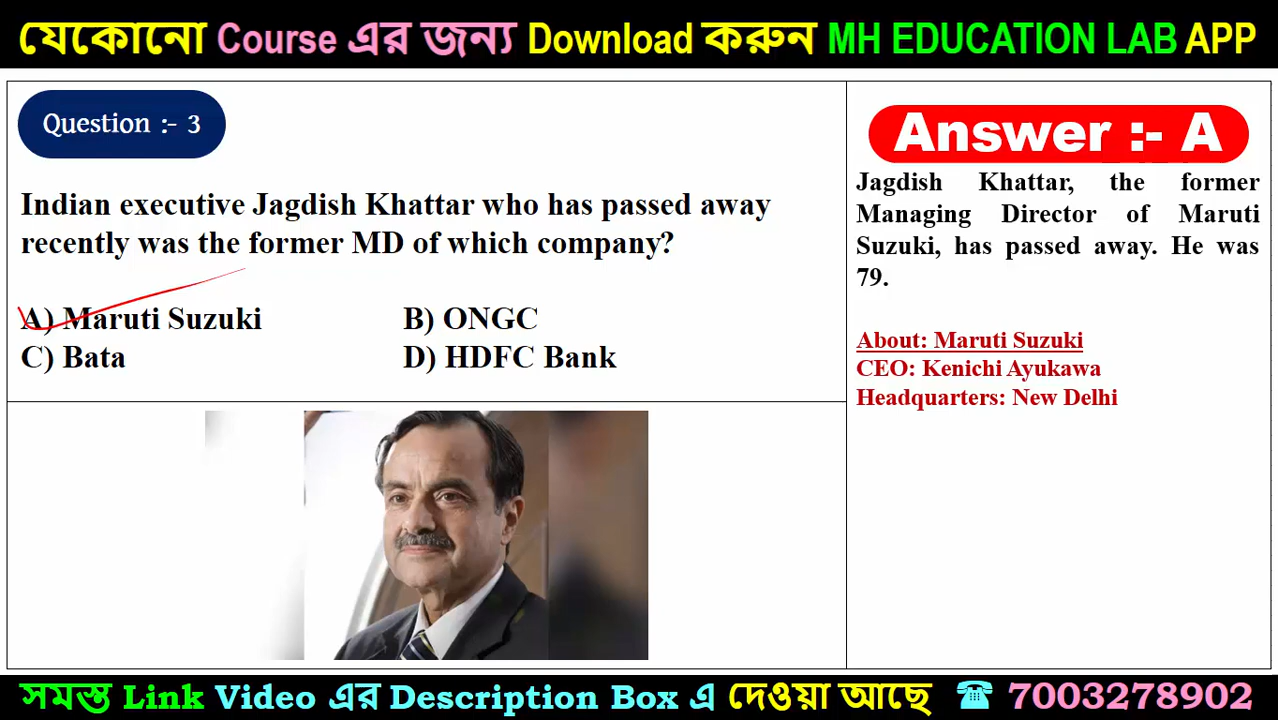 যেকোনো Course এর জন্য Download করুন MH EDUCATION LAB APP
Question :- 3
Indian executive Jagdish Khattar who has passed away
recently was the former MD of which company?
A) Maruti Suzuki B) ONGC
C) Bata D) HDFC Bank
Answer :- A
Jagdish Khattar, the former
Managing Director of Maruti
Suzuki, has passed away. He was
79.
About: Maruti Suzuki
CEO: Kenichi Ayukawa
Headquarters: New Delhi
সমস্ত Link Video এর Description Box এ দেওয়া আছে ☎ 7003278902